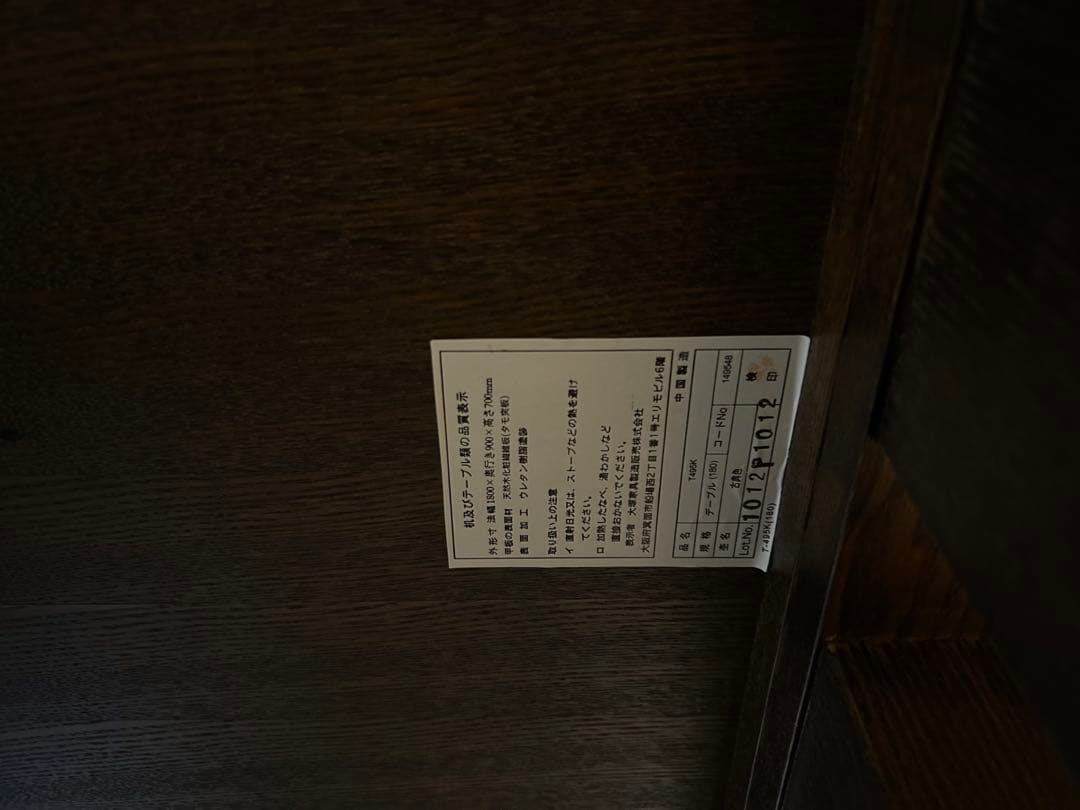 机及びテーブル類の品質表示
外形寸法 幅1800×奥行き900×高さ700mm
甲板の表面材 天然木化粧繊維板(タモ突板)
表面加工 ウレタン樹脂塗装
取り扱い上の注意
イ 直射日光又は、ストーブなどの熱を避け
てください。
ロ 加熱したなべ、湯わかしなど
直接おかないでください。
表示者 大塚家具製造販売株式会社
大阪府箕面市船場西2丁目1番1号エリモビル6階
中国製造
品名 T495K
規格 テーブル(180) コードNo 149548
塗名 古典色 検印
Lot.No. 1012P1012
T-495K(180)